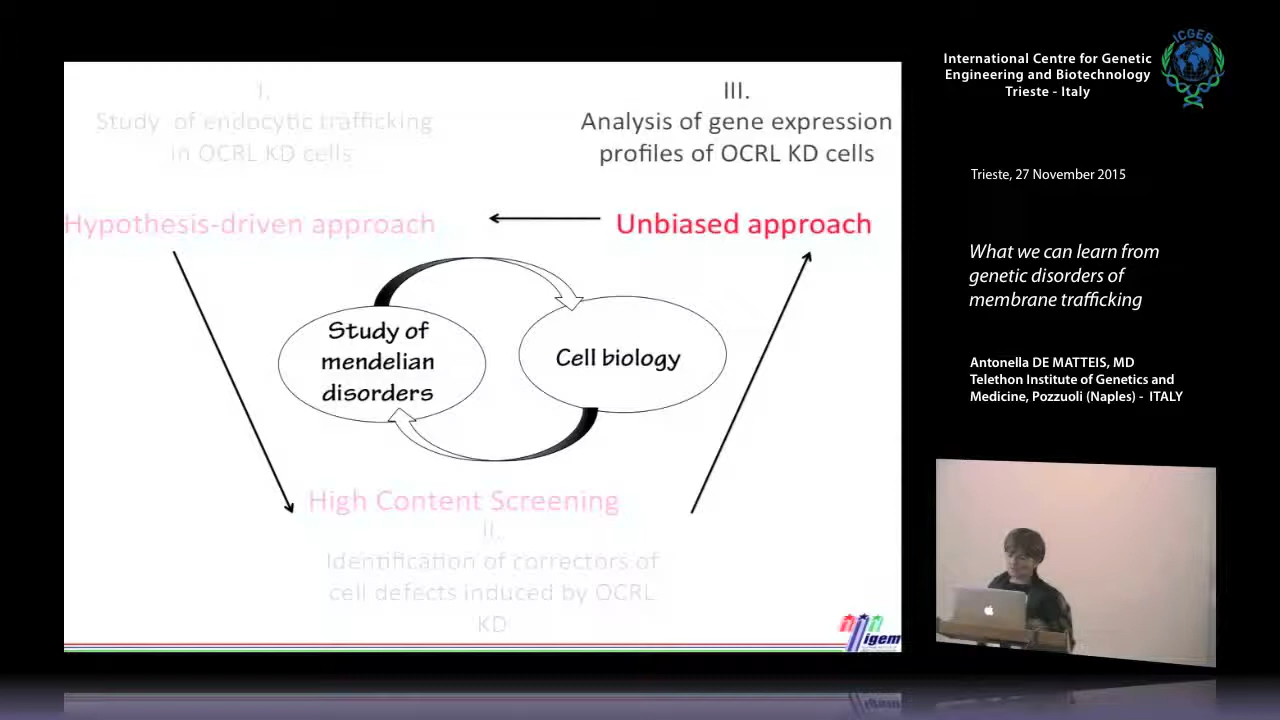 I.
Study of endocytic trafficking
in OCRL KD cells
III.
Analysis of gene expression
profiles of OCRL KD cells
Hypothesis-driven approach
Unbiased approach
Study of
mendelian
disorders
Cell biology
High Content Screening
II.
Identification of correctors of
cell defects induced by OCRL
KD
igem
ICGEB
International Centre for Genetic
Engineering and Biotechnology
Trieste - Italy
Trieste, 27 November 2015
What we can learn from
genetic disorders of
membrane trafficking
Antonella DE MATTEIS, MD
Telethon Institute of Genetics and
Medicine, Pozzuoli (Naples) - ITALY